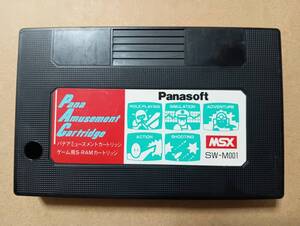 Pana
Amusement
Cartridge
パナアミューズメントカートリッジ
ゲーム用S-RAMカートリッジ
Panasoft
ROLE PLAYING
SIMULATION
ADVENTURE
ACTION
SHOOTING
MSX
SW-M001